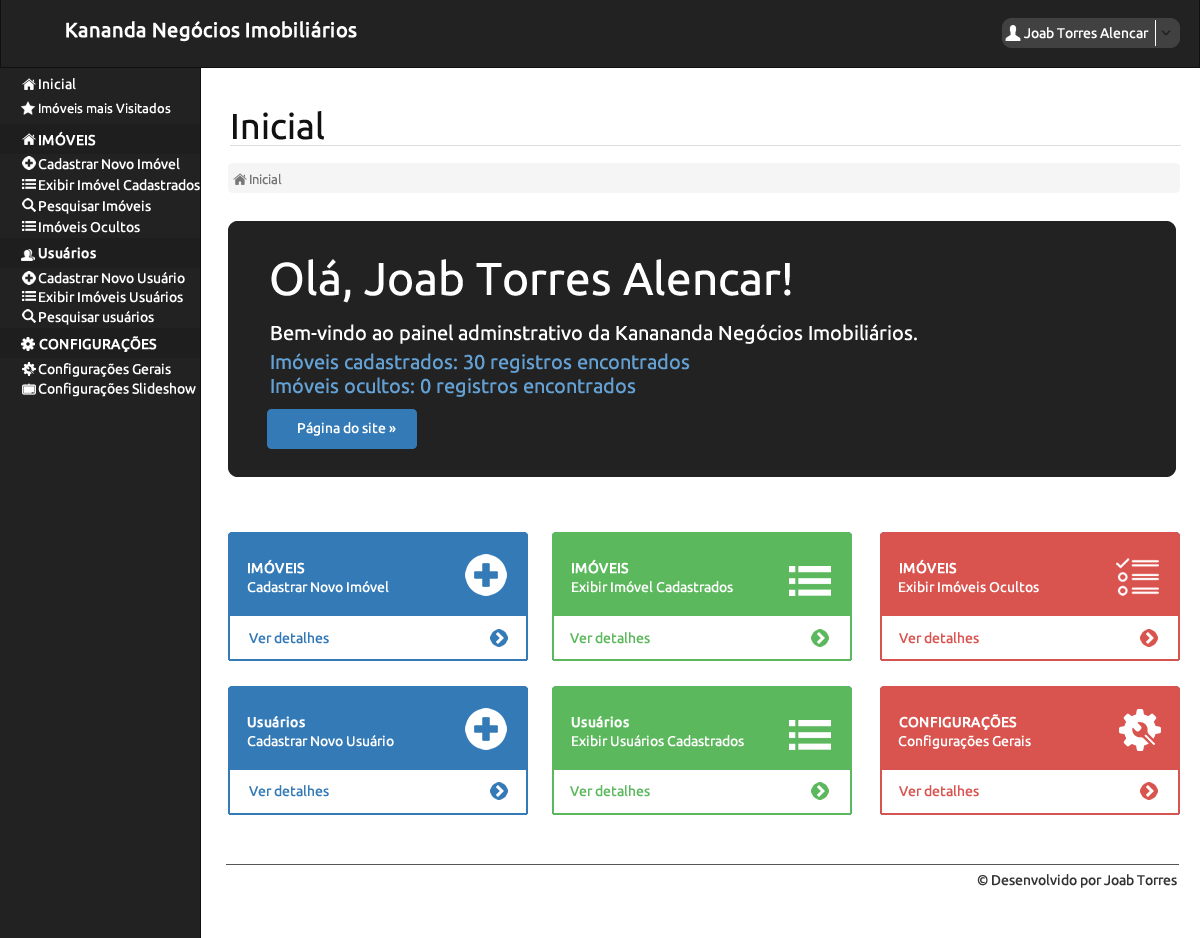 Kananda Negócios Imobiliários
Joab Torres Alencar
Inicial
Imóveis mais Visitados
IMÓVEIS
Cadastrar Novo Imóvel
Exibir Imóvel Cadastrados
Pesquisar Imóveis
Imóveis Ocultos
Usuários
Cadastrar Novo Usuário
Exibir Imóveis Usuários
Pesquisar usuários
CONFIGURAÇÕES
Configurações Gerais
Configurações Slideshow
Inicial
Inicial
Olá, Joab Torres Alencar!
Bem-vindo ao painel adminstrativo da Kanananda Negócios Imobiliários.
Imóveis cadastrados: 30 registros encontrados
Imóveis ocultos: 0 registros encontrados
Página do site »
IMÓVEIS
Cadastrar Novo Imóvel
Ver detalhes
IMÓVEIS
Exibir Imóvel Cadastrados
Ver detalhes
IMÓVEIS
Exibir Imóveis Ocultos
Ver detalhes
Usuários
Cadastrar Novo Usuário
Ver detalhes
Usuários
Exibir Usuários Cadastrados
Ver detalhes
CONFIGURAÇÕES
Configurações Gerais
Ver detalhes
© Desenvolvido por Joab Torres